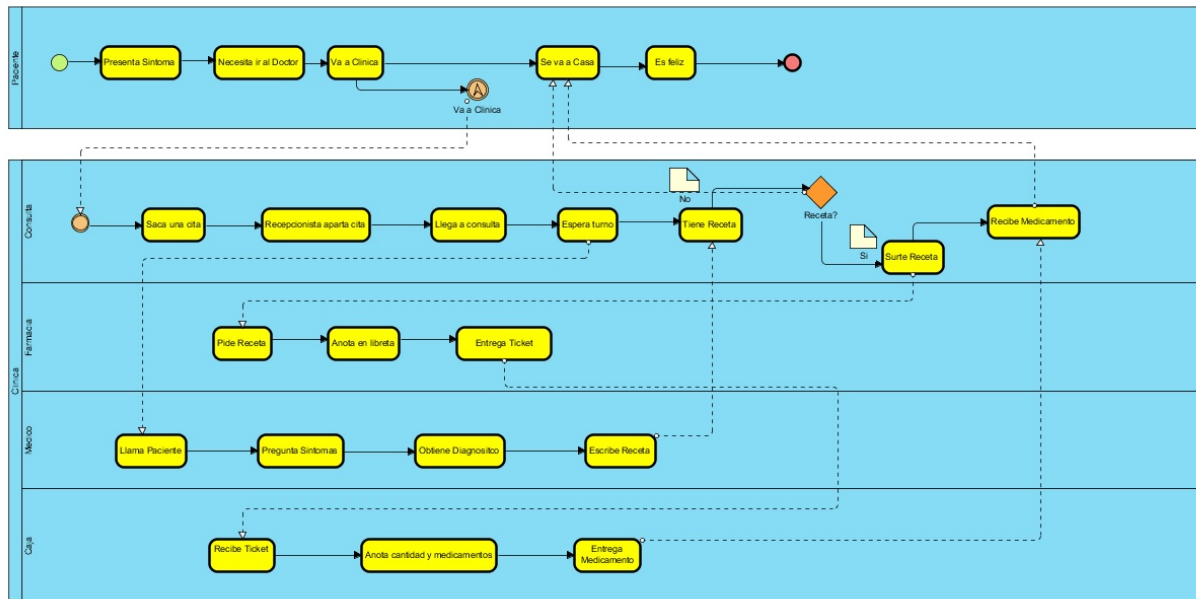 Paciente
Presenta Sintoma
Necesita ir al Doctor
Va a Clinica
Se va a Casa
Es feliz
Va a Clinica
Clinica
Consulta
Saca una cita
Recepcionista aparta cita
Llega a consulta
Espera turno
No
Tiene Receta
Receta?
Si
Surte Receta
Recibe Medicamento
Farmacia
Pide Receta
Anota en libreta
Entrega Ticket
Medico
Llama Paciente
Pregunta Sintomas
Obtiene Diagnositco
Escribe Receta
Caja
Recibe Ticket
Anota cantidad y medicamentos
Entrega
Medicamento